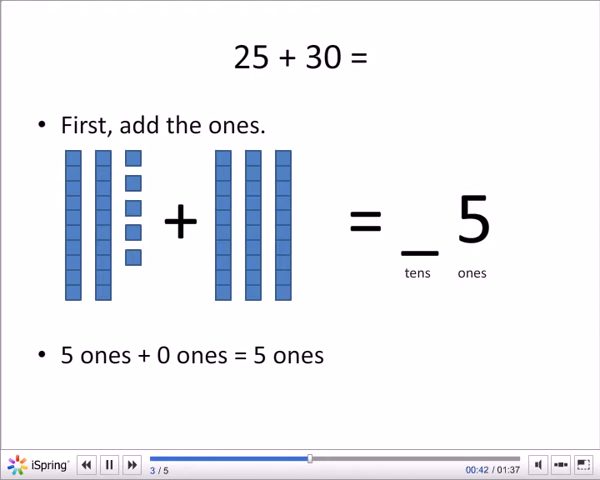 25 + 30 =
• First, add the ones.
+ = _ 5
tens ones
• 5 ones + 0 ones = 5 ones
iSpring
3 / 5
00:42 / 01:37